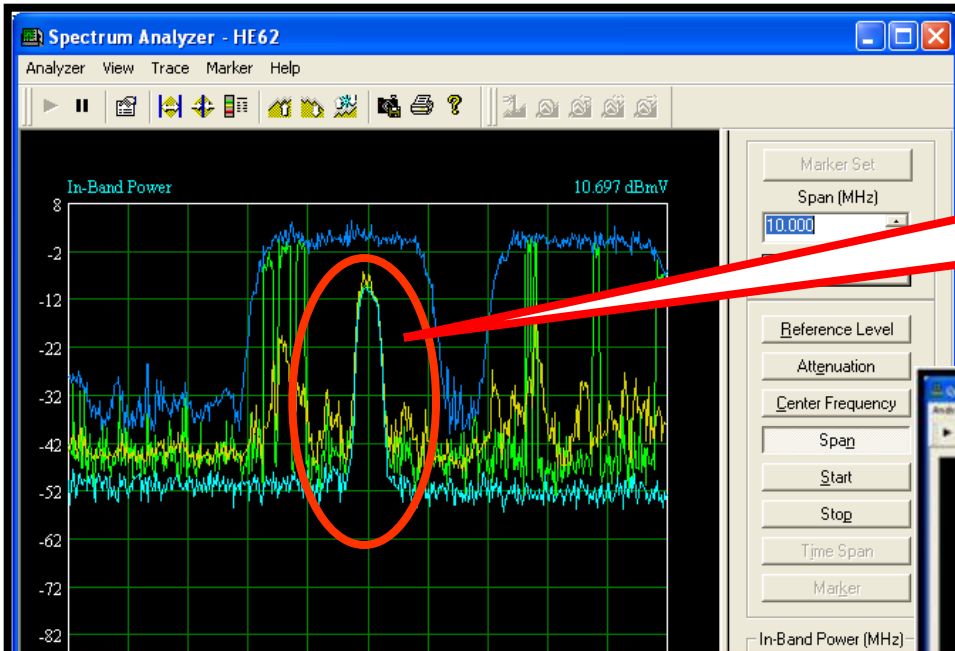 Spectrum Analyzer - HE62
Analyzer View Trace Marker Help
Marker Set
Span (MHz)
10.000
In-Band Power 10.697 dBmV
8
-2
-12
-22
-32
-42
-52
-62
-72
-82
Reference Level
Attenuation
Center Frequency
Span
Start
Stop
Time Span
Marker
In-Band Power (MHz)